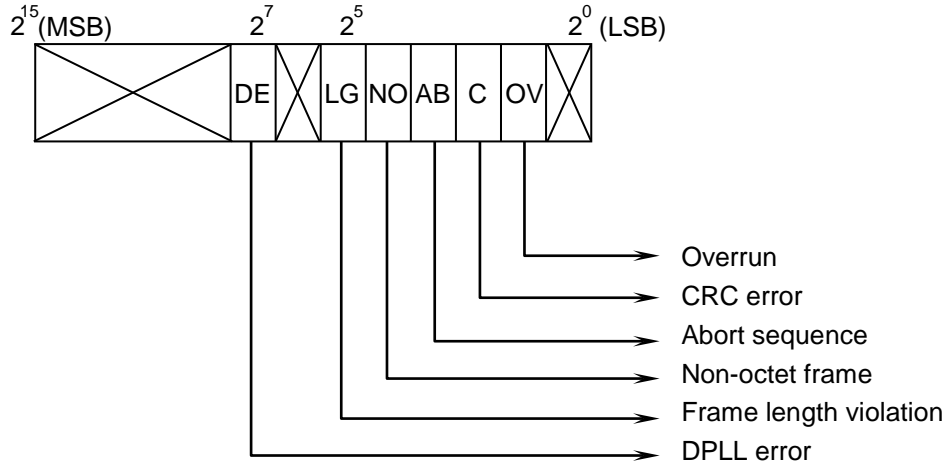 2^15 (MSB) 2^7 2^5 2^0 (LSB)
DE LG NO AB C OV
Overrun
CRC error
Abort sequence
Non-octet frame
Frame length violation
DPLL error